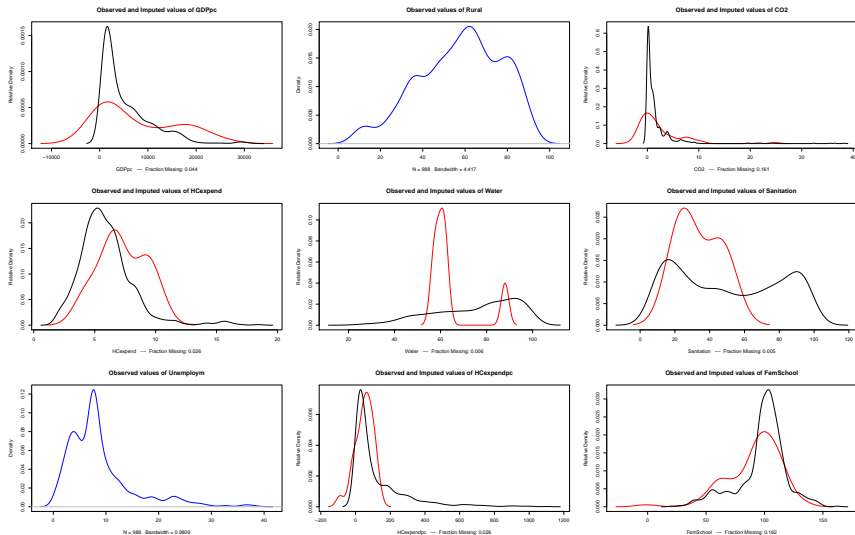 Observed and Imputed values of GDPpc
Relative Density
0.00000 0.00005 0.00010 0.00015
−10000 0 10000 20000 30000
GDPpc −− Fraction Missing: 0.044
Observed values of Rural
Density
0.000 0.005 0.010 0.015 0.020
0 20 40 60 80 100
N = 988 Bandwidth = 4.417
Observed and Imputed values of CO2
Relative Density
0.0 0.1 0.2 0.3 0.4 0.5 0.6
0 10 20 30 40
CO2 −− Fraction Missing: 0.161
Observed and Imputed values of HCexpend
Relative Density
0.00 0.05 0.10 0.15 0.20
0 5 10 15 20
HCexpend −− Fraction Missing: 0.026
Observed and Imputed values of Water
Relative Density
0.00 0.02 0.04 0.06 0.08 0.10
20 40 60 80 100
Water −− Fraction Missing: 0.006
Observed and Imputed values of Sanitation
Relative Density
0.000 0.005 0.010 0.015 0.020 0.025 0.030
0 20 40 60 80 100 120
Sanitation −− Fraction Missing: 0.005
Observed values of Unemploym
Density
0.00 0.02 0.04 0.06 0.08 0.10 0.12
0 10 20 30 40
N = 988 Bandwidth = 0.9809
Observed and Imputed values of HCexpendpc
Relative Density
0.000 0.002 0.004 0.006
−200 0 200 400 600 800 1000 1200
HCexpendpc −− Fraction Missing: 0.026
Observed and Imputed values of FemSchool
Relative Density
0.000 0.005 0.010 0.015 0.020 0.025 0.030
0 50 100 150
FemSchool −− Fraction Missing: 0.162